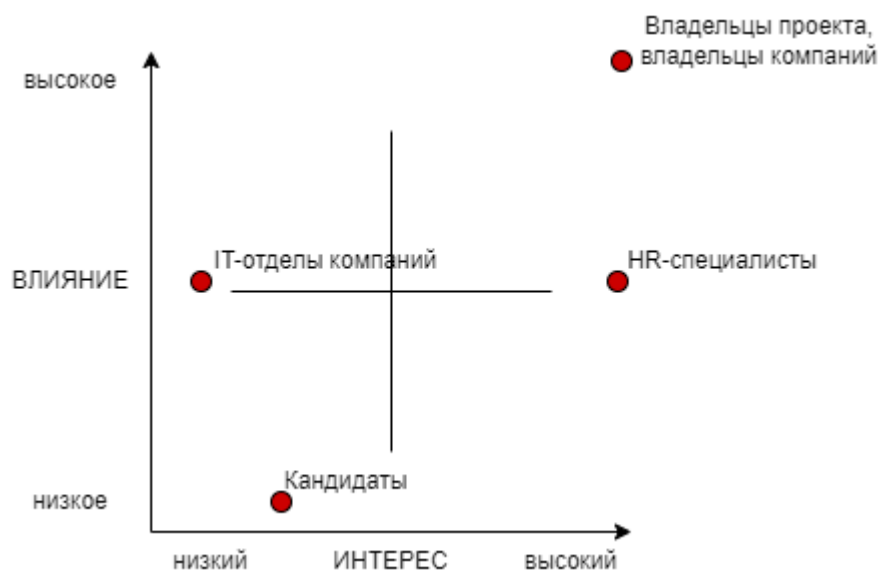 Владельцы проекта,
владельцы компаний
высокое
IT-отделы компаний
HR-специалисты
ВЛИЯНИЕ
Кандидаты
низкое
низкий
ИНТЕРЕС
высокий